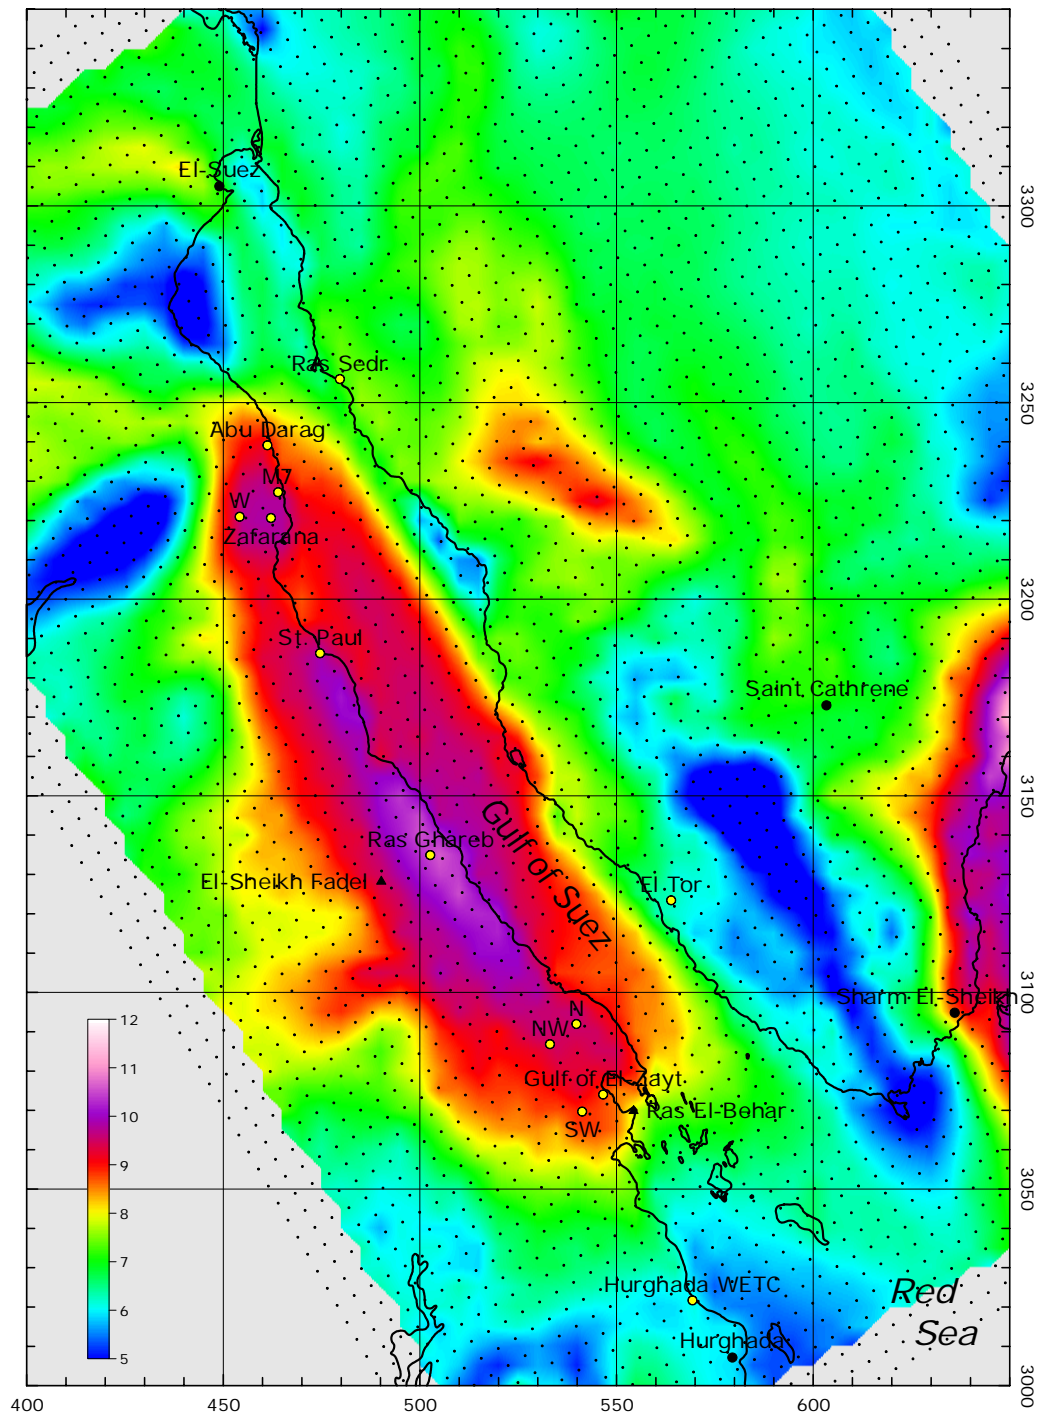 El-Suez
3300
Ras Sedr
3250
Abu Darag
M7
W
Zafarana
3200
St. Paul
Saint Cathrene
3150
Gulf of Suez
Ras Ghareb
El-Sheikh Fadel
El Tor
3100
Sharm El-Sheikh
N
NW
Gulf of El-Zayt
Ras El-Behar
SW
12
11
10
9
8
7
6
5
3050
Hurghada WETC
Red
Sea
Hurghada
3000
400
450
500
550
600